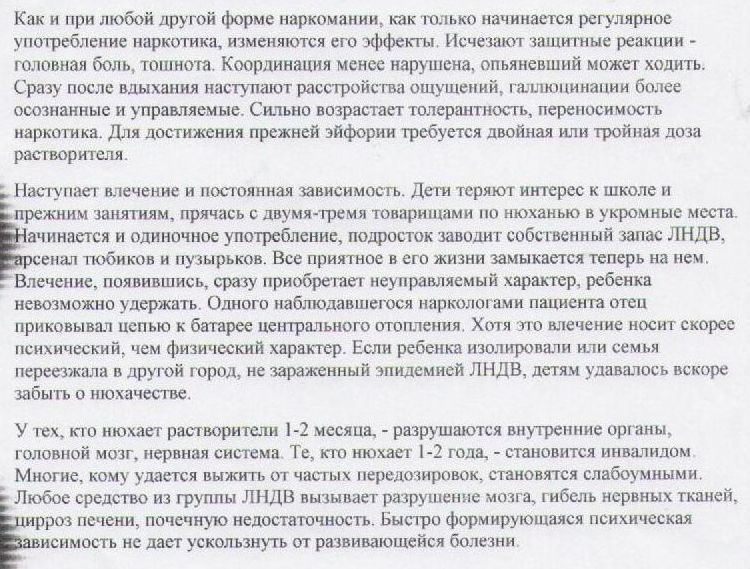 Как и при любой другой форме наркомании, как только начинается регулярное
употребление наркотика, изменяются его эффекты. Исчезают защитные реакции -
головная боль, тошнота. Координация менее нарушена, опьяневший может ходить.
Сразу после вдыхания наступают расстройства ощущений, галлюцинации более
осознанные и управляемые. Сильно возрастает толерантность, переносимость
наркотика. Для достижения прежней эйфории требуется двойная или тройная доза
растворителя.
Наступает влечение и постоянная зависимость. Дети теряют интерес к школе и
прежним занятиям, прячась с двумя-тремя товарищами по нюханью в укромные места.
Начинается и одиночное употребление, подросток заводит собственный запас ЛНДВ,
арсенал тюбиков и пузырьков. Все приятное в его жизни замыкается теперь на нем.
Влечение, появившись, сразу приобретает неуправляемый характер, ребенка
невозможно удержать. Одного наблюдавшегося наркологами пациента отец
приковывал цепью к батарее центрального отопления. Хотя это влечение носит скорее
психический, чем физический характер. Если ребенка изолировали или семья
переезжала в другой город, не зараженный эпидемией ЛНДВ, детям удавалось вскоре
забыть о нюхачестве.
У тех, кто нюхает растворители 1-2 месяца, - разрушаются внутренние органы,
головной мозг, нервная система. Те, кто нюхает 1-2 года, - становится инвалидом.
Многие, кому удается выжить от частых передозировок, становятся слабоумными.
Любое средство из группы ЛНДВ вызывает разрушение мозга, гибель нервных тканей,
цирроз печени, почечную недостаточность. Быстро формирующаяся психическая
зависимость не дает ускользнуть от развивающейся болезни.